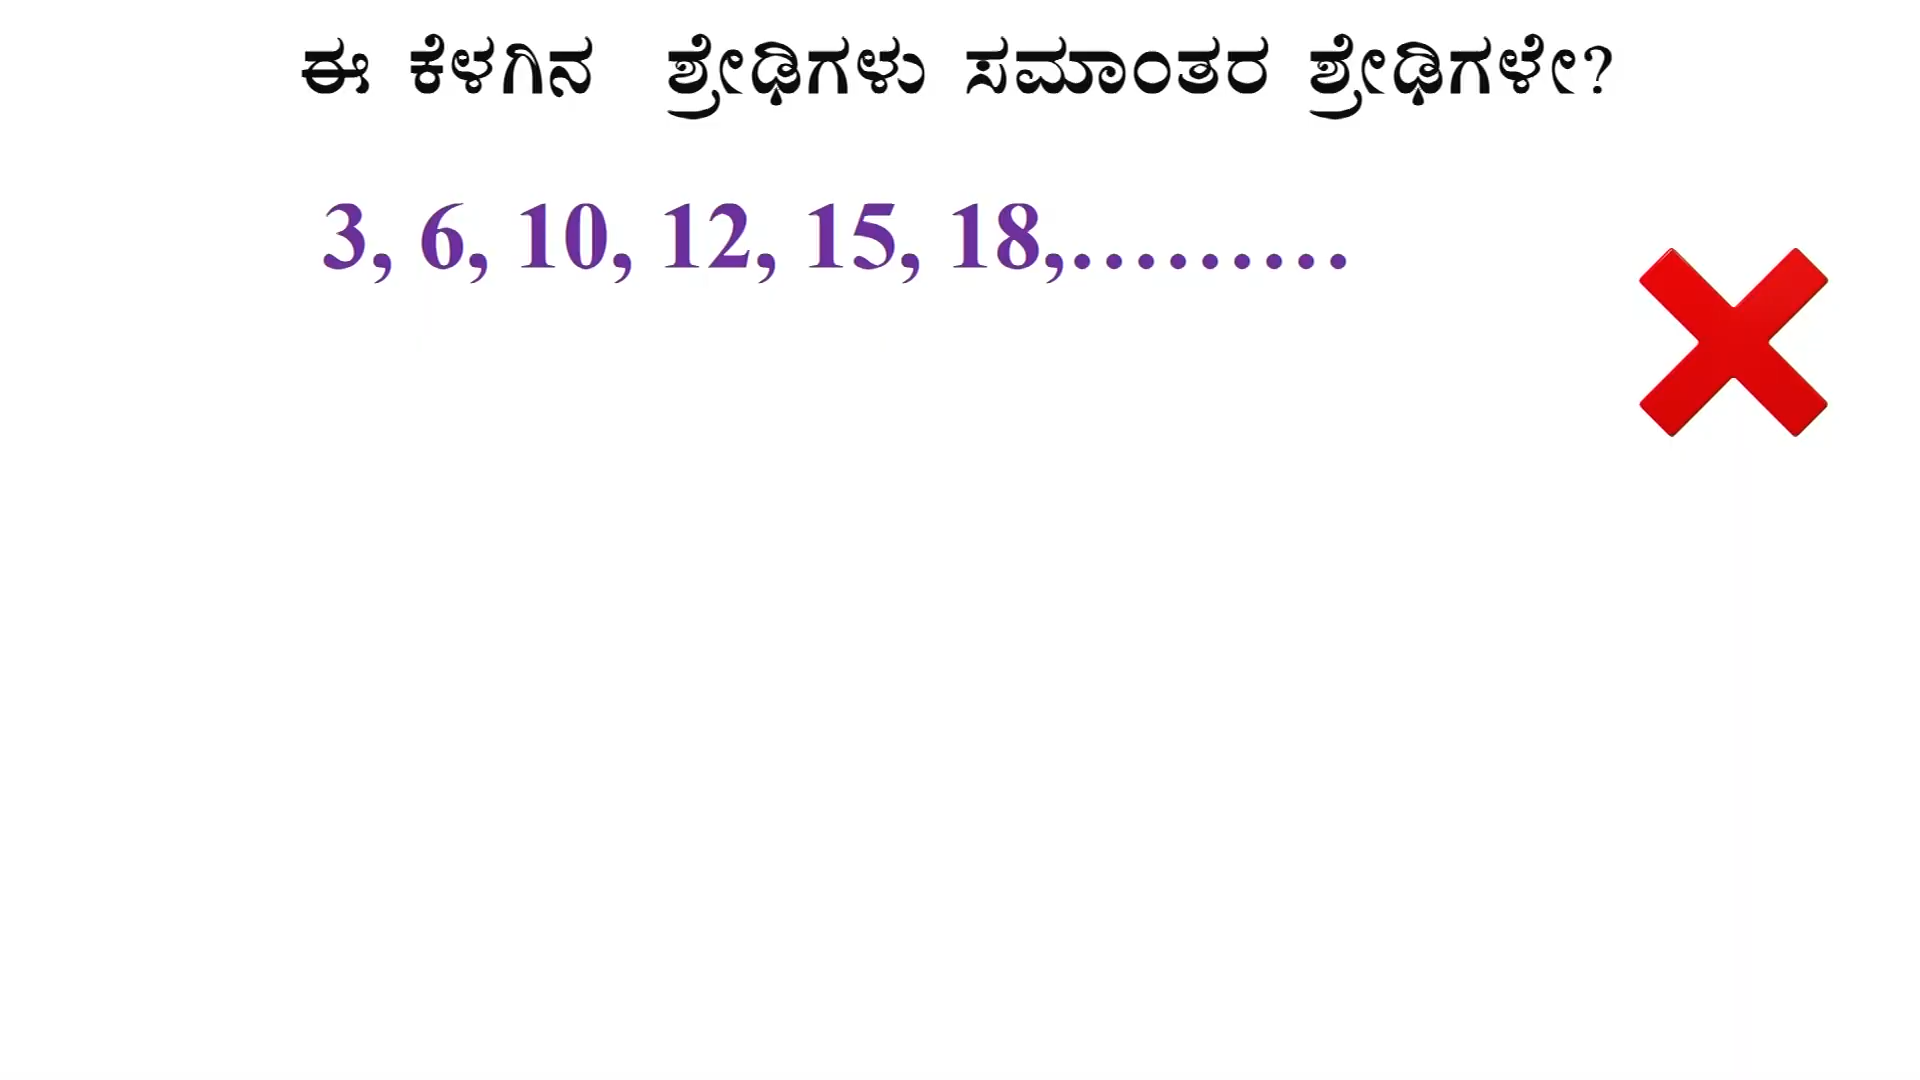 ಈ ಕೆಳಗಿನ ಶ್ರೇಢಿಗಳು ಸಮಾಂತರ ಶ್ರೇಢಿಗಳೇ?
3, 6, 10, 12, 15, 18,………